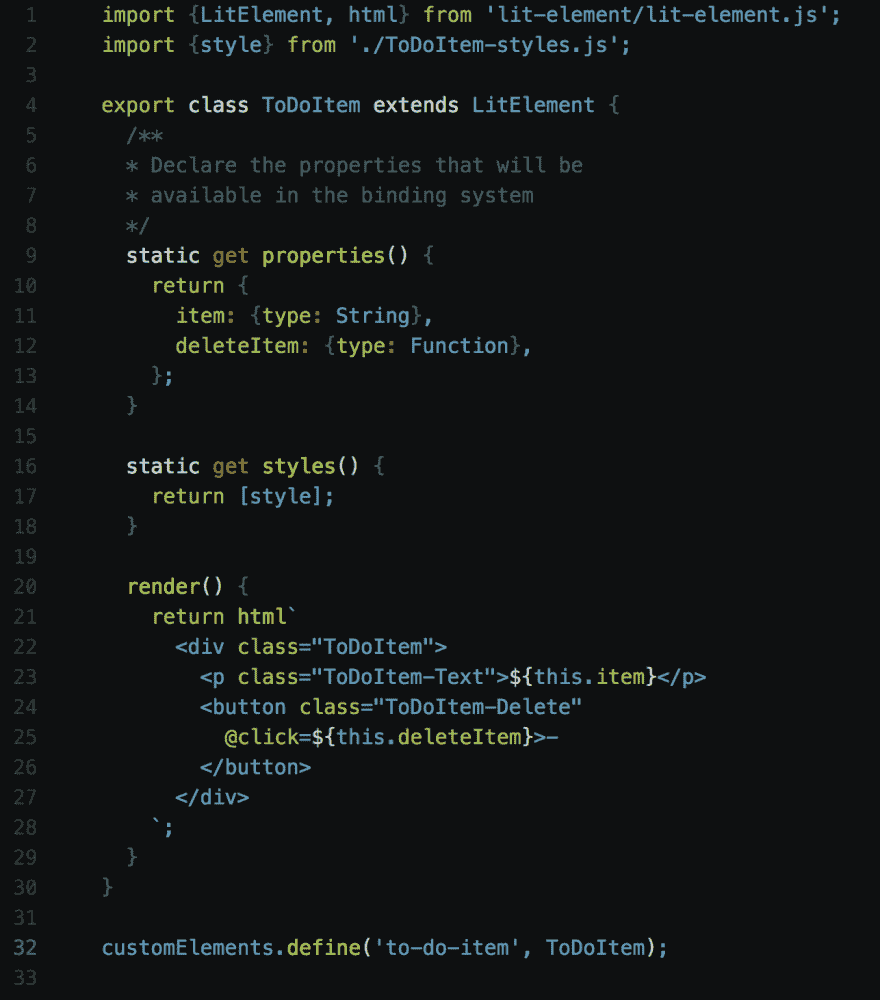 1 import {LitElement, html} from 'lit-element/lit-element.js';
2 import {style} from './ToDoItem-styles.js';
3
4 export class ToDoItem extends LitElement {
5 /**
6 * Declare the properties that will be
7 * available in the binding system
8 */
9 static get properties() {
10 return {
11 item: {type: String},
12 deleteItem: {type: Function},
13 };
14 }
15
16 static get styles() {
17 return [style];
18 }
19
20 render() {
21 return html`
22 <div class="ToDoItem">
23 <p class="ToDoItem-Text">${this.item}</p>
24 <button class="ToDoItem-Delete"
25 @click=${this.deleteItem}>-
26 </button>
27 </div>
28 `;
29 }
30 }
31
32 customElements.define('to-do-item', ToDoItem);
33